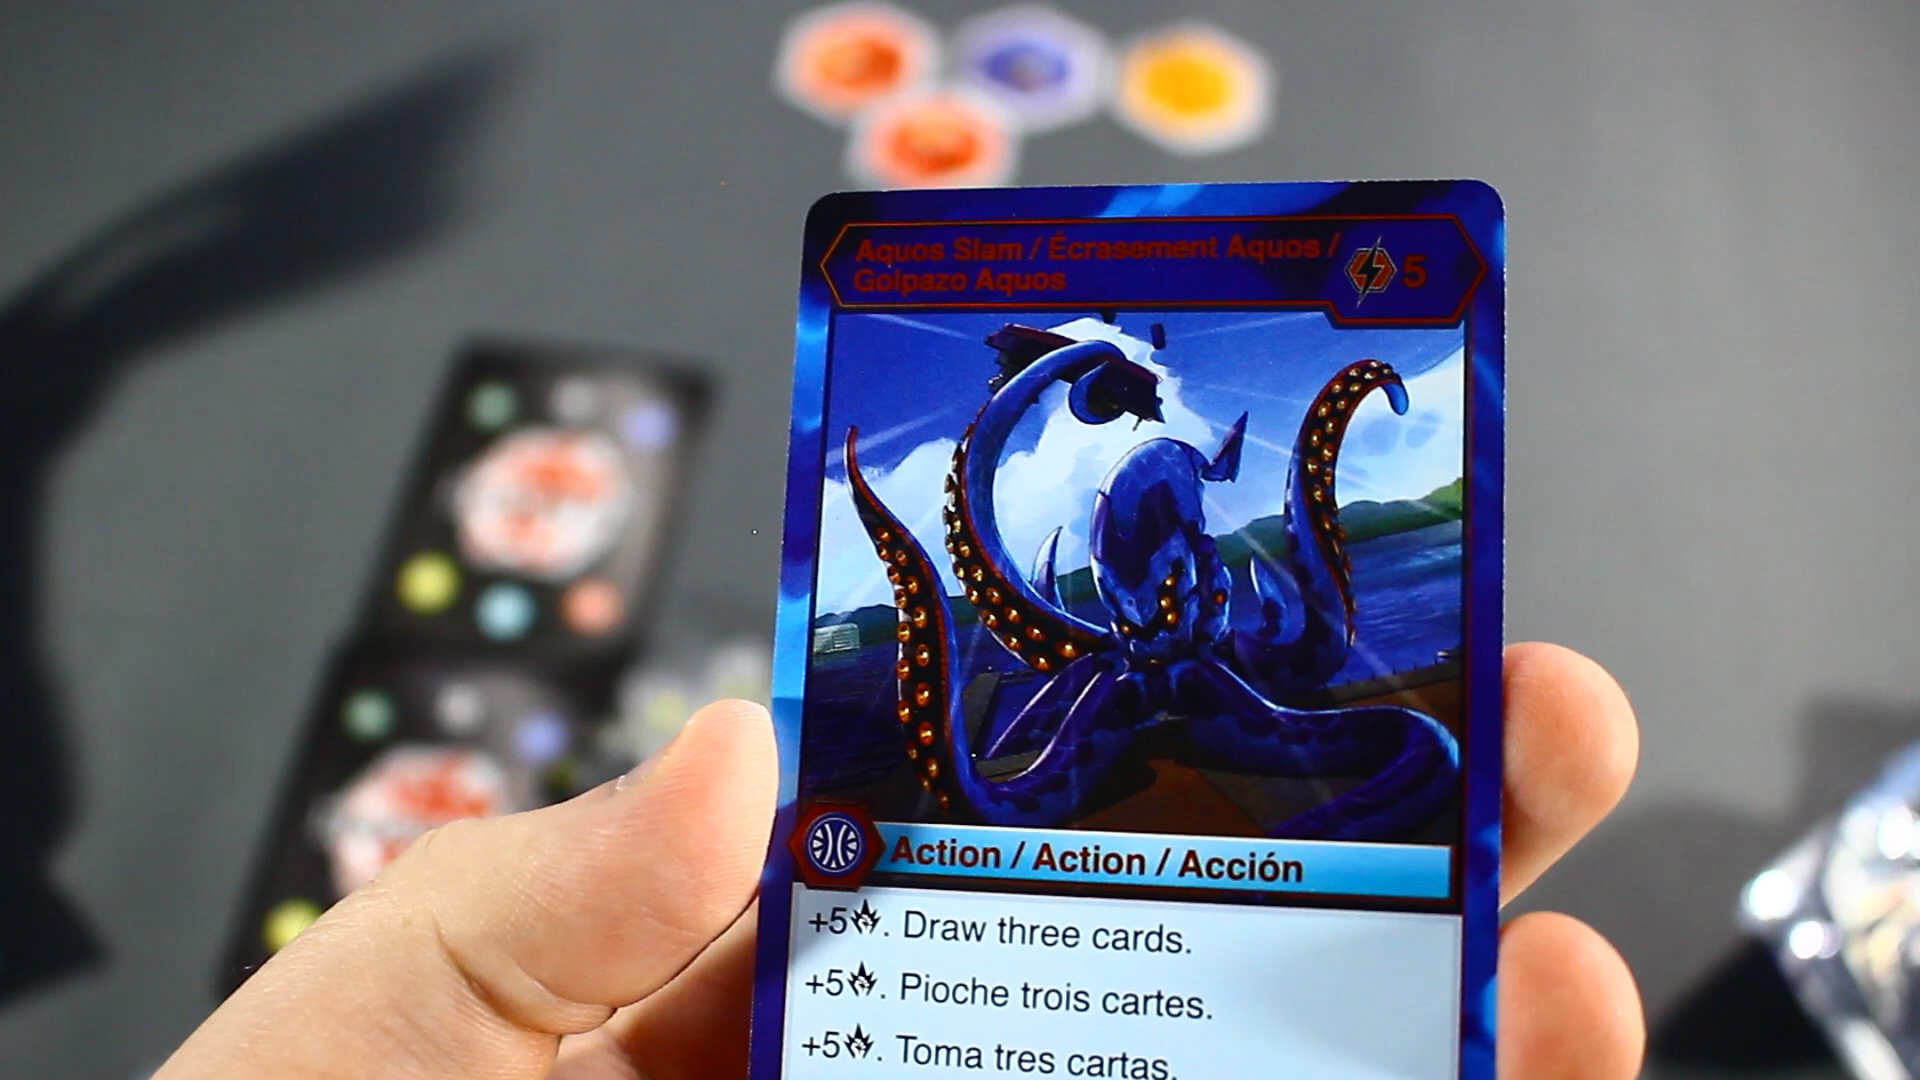 Aquos Slam / Écrasement Aquos /
Golpazo Aquos
5
Action / Action / Acción
+5. Draw three cards.
+5. Pioche trois cartes.
+5. Toma tres cartas.